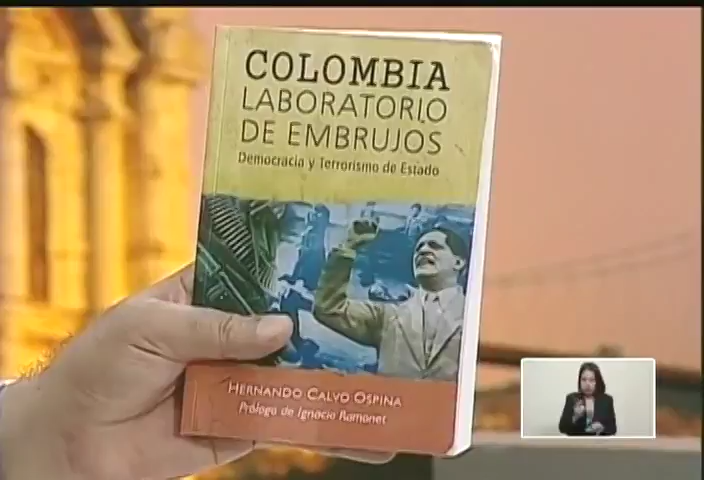 COLOMBIA
LABORATORIO
DE EMBRUJOS
Democracia y Terrorismo de Estado
HERNANDO CALVO OSPINA
Prólogo de Ignacio Ramonet